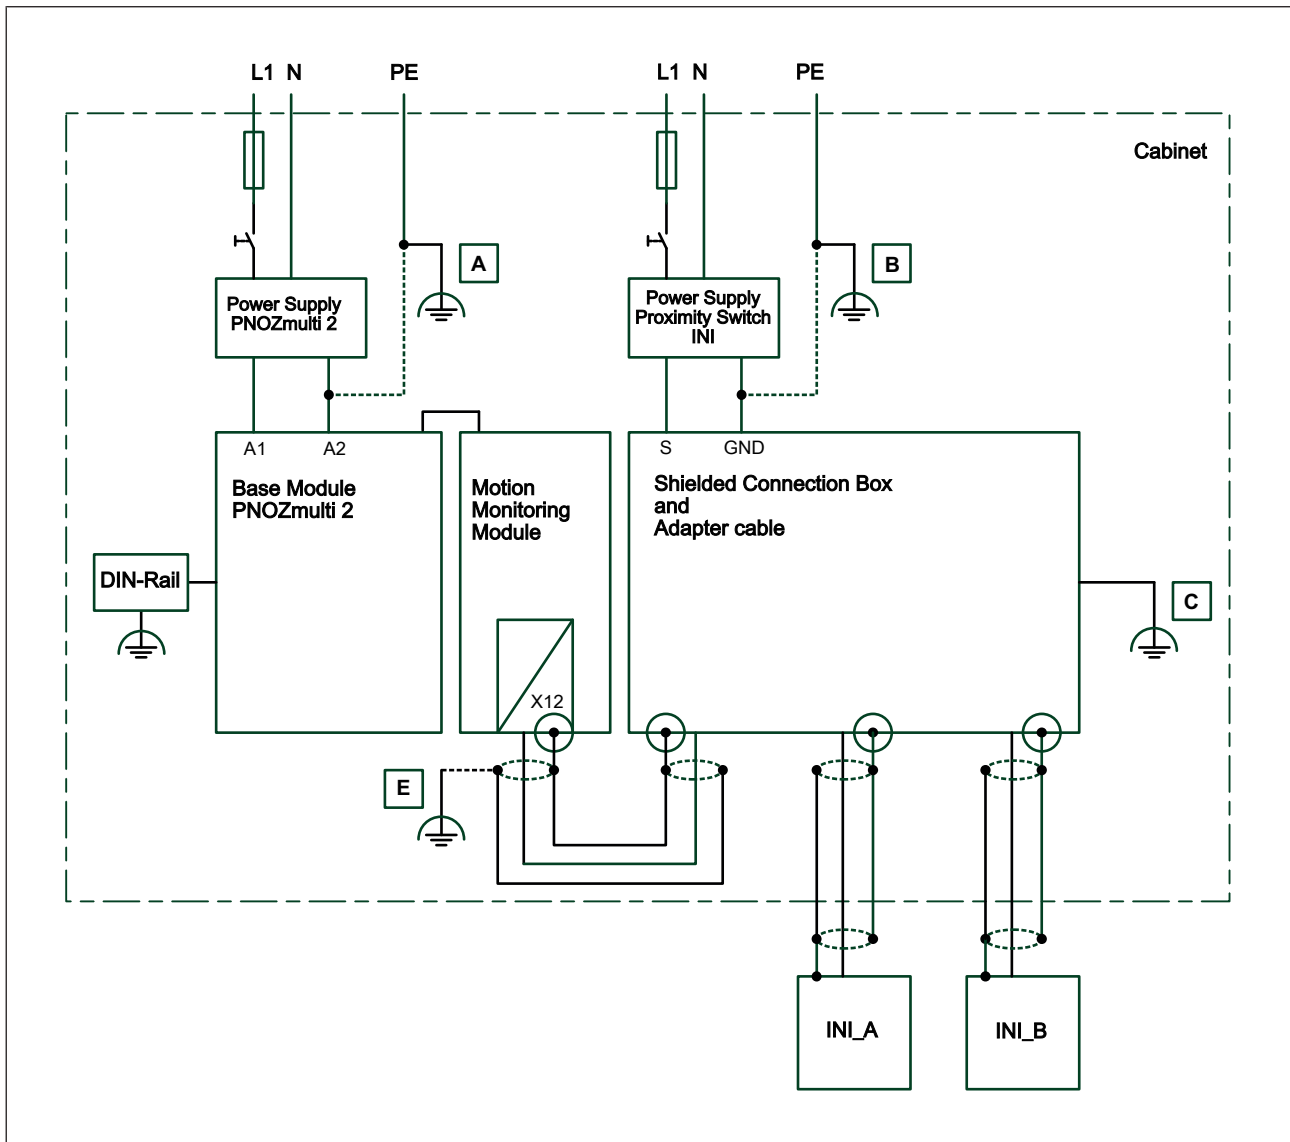 L1 N PE
L1 N PE
Cabinet
A
B
Power Supply
PNOZmulti 2
Power Supply
Proximity Switch
INI
A1 A2
S GND
Base Module
PNOZmulti 2
Motion
Monitoring
Module
Shielded Connection Box
and
Adapter cable
DIN-Rail
C
X12
E
INI_A
INI_B